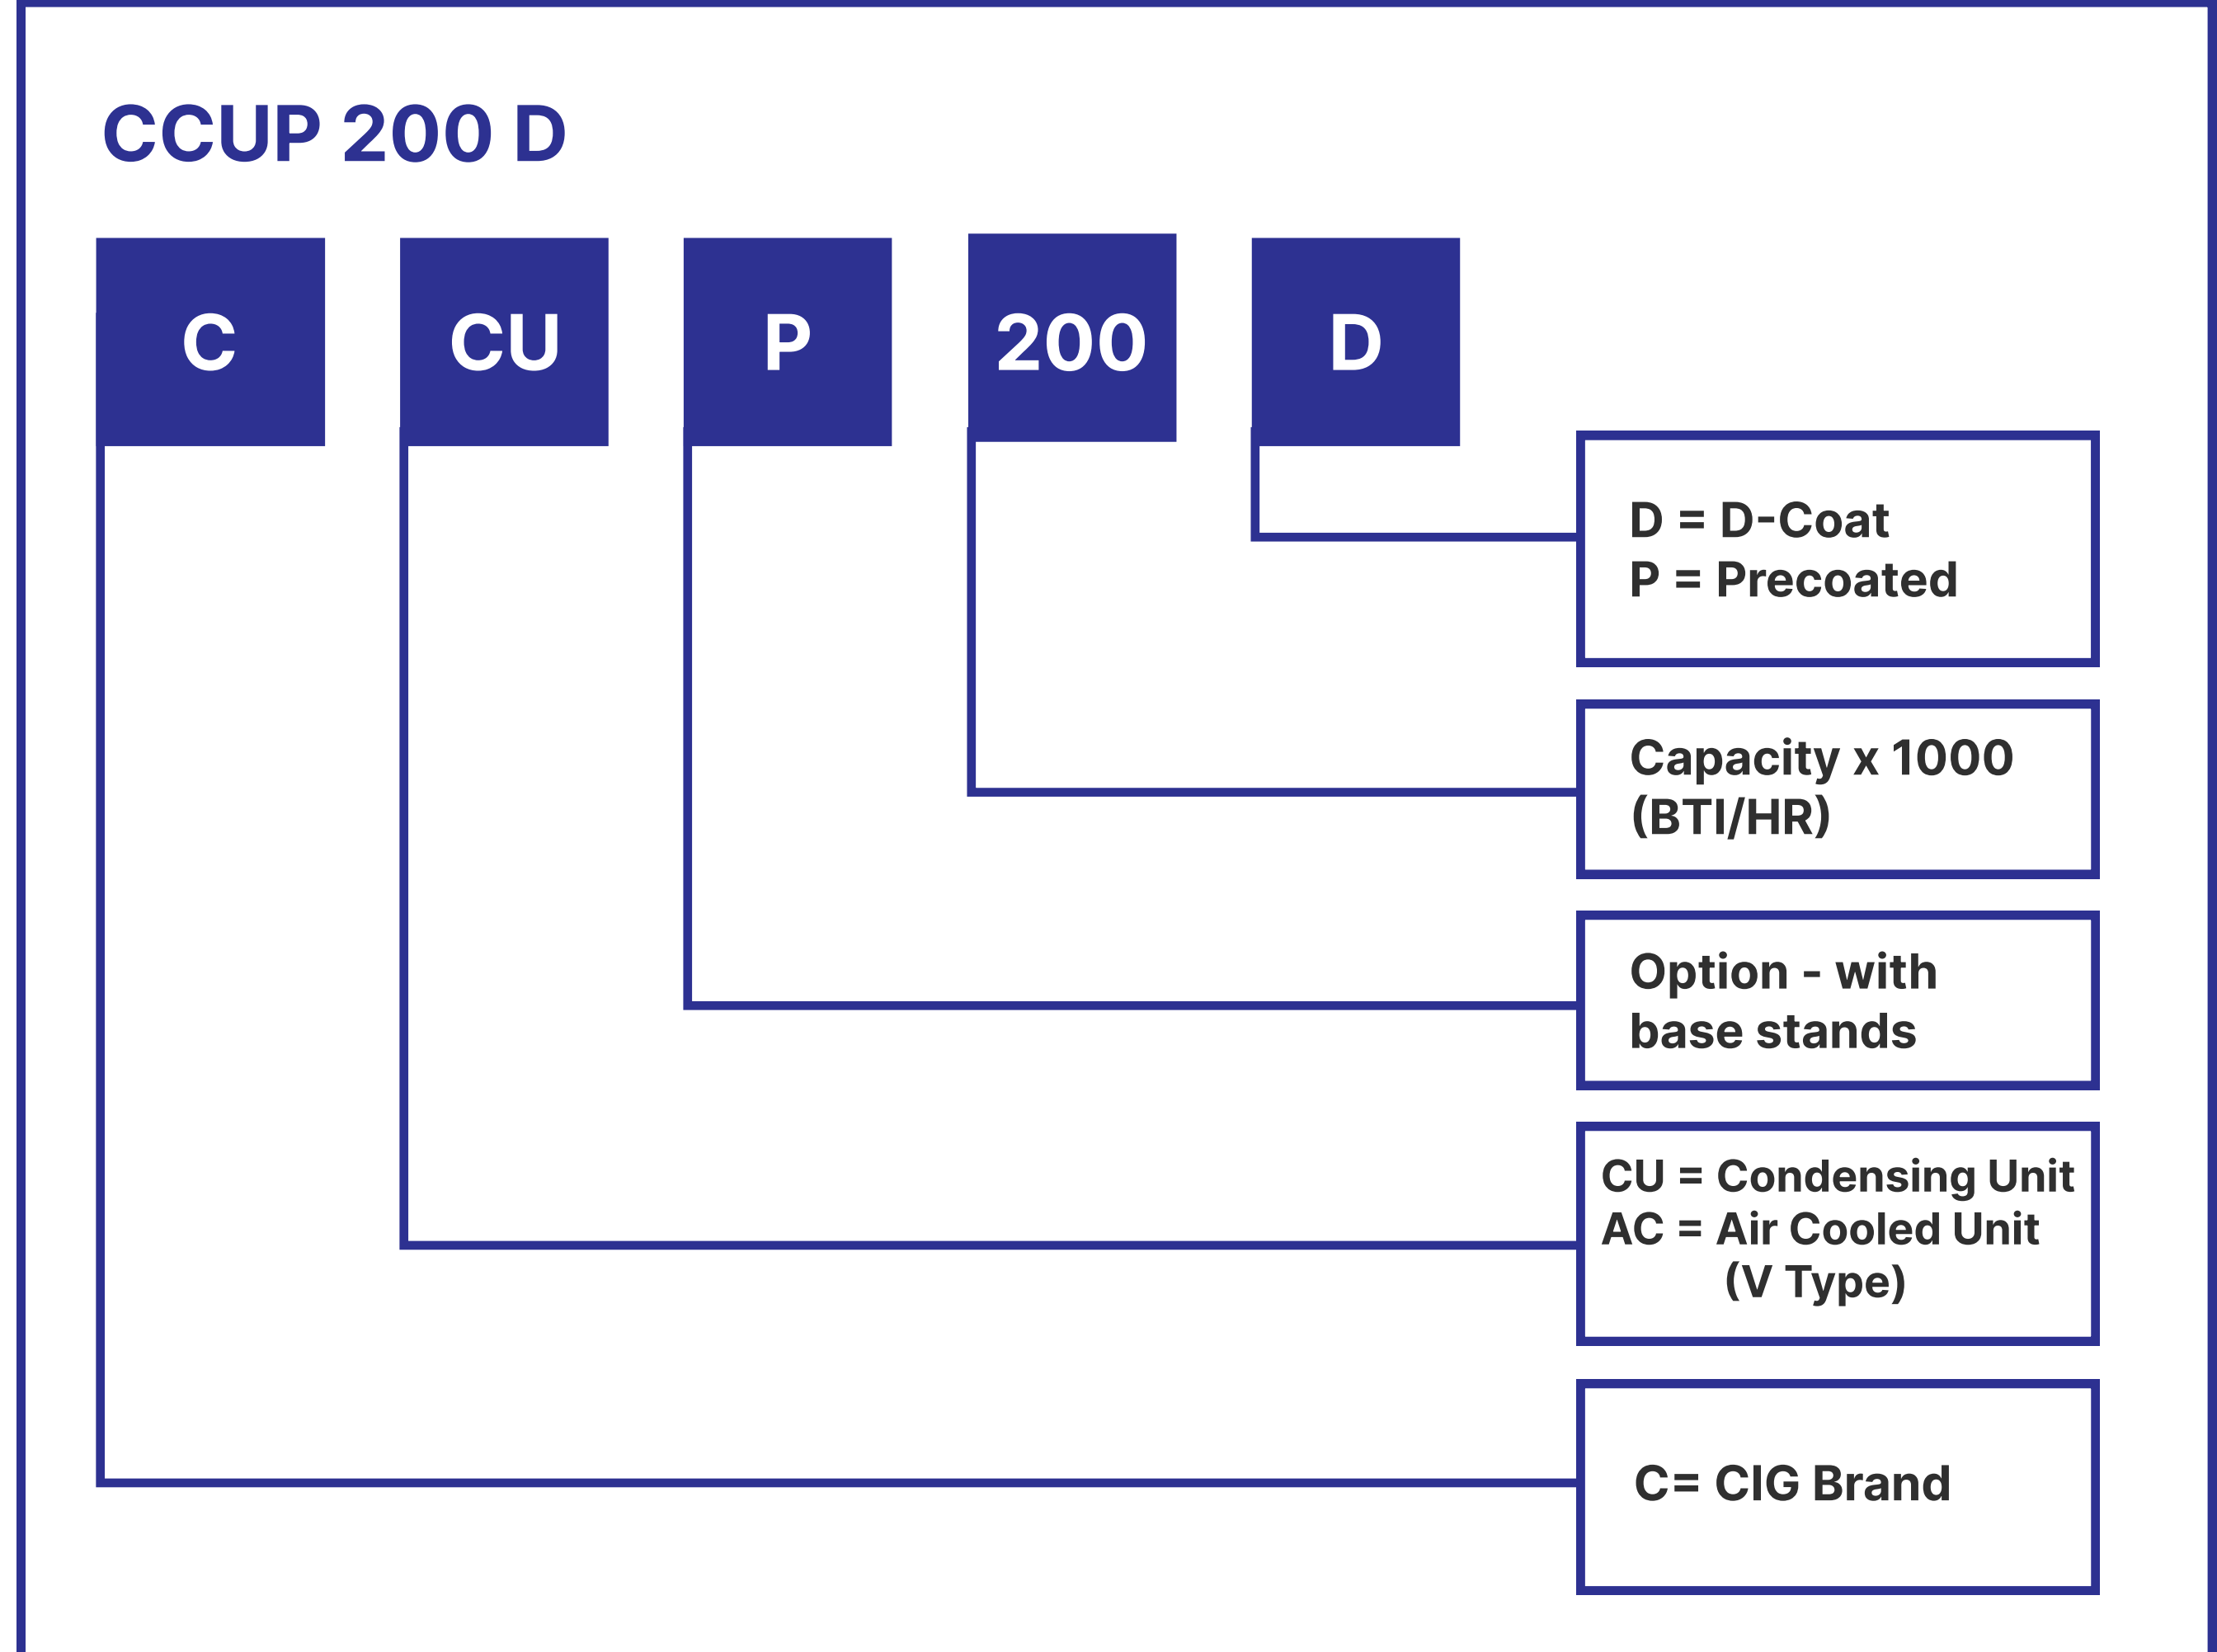 CCUP 200 D
C
CU
P
200
D
D = D-Coat
P = Precoated
Capacity x 1000
(BTI/HR)
Option - with
base stands
CU = Condensing Unit
AC = Air Cooled Unit
(V Type)
C= CIG Brand